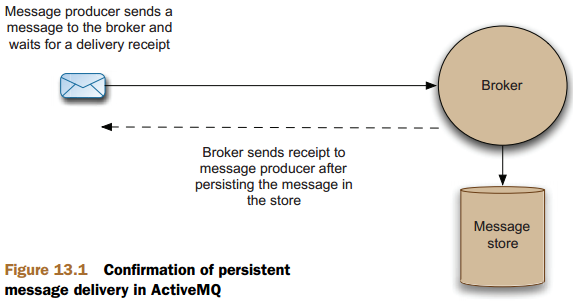 Message producer sends a
message to the broker and
waits for a delivery receipt
Broker
Broker sends receipt to
message producer after
persisting the message in
the store
Message
store
Figure 13.1 Confirmation of persistent
message delivery in ActiveMQ